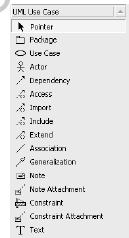 UML Use Case
Pointer
Package
Use Case
Actor
Dependency
Access
Import
Include
Extend
Association
Generalization
Note
Note Attachment
Constraint
Constraint Attachment
Text